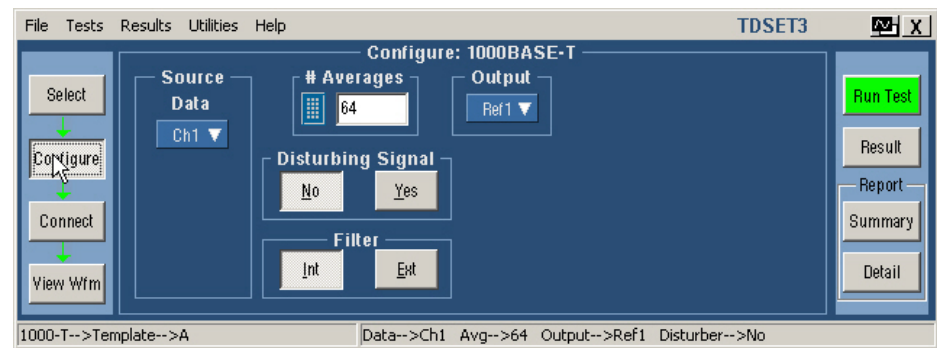 File Tests Results Utilities Help TDSET3 X
Configure: 1000BASE-T
Select
Configure
Connect
View Wfm
Source
Data
Ch1
# Averages
64
Output
Ref1
Disturbing Signal
No Yes
Filter
Int Ext
Run Test
Result
Report
Summary
Detail
1000-T-->Template-->A Data-->Ch1 Avg-->64 Output-->Ref1 Disturber-->No